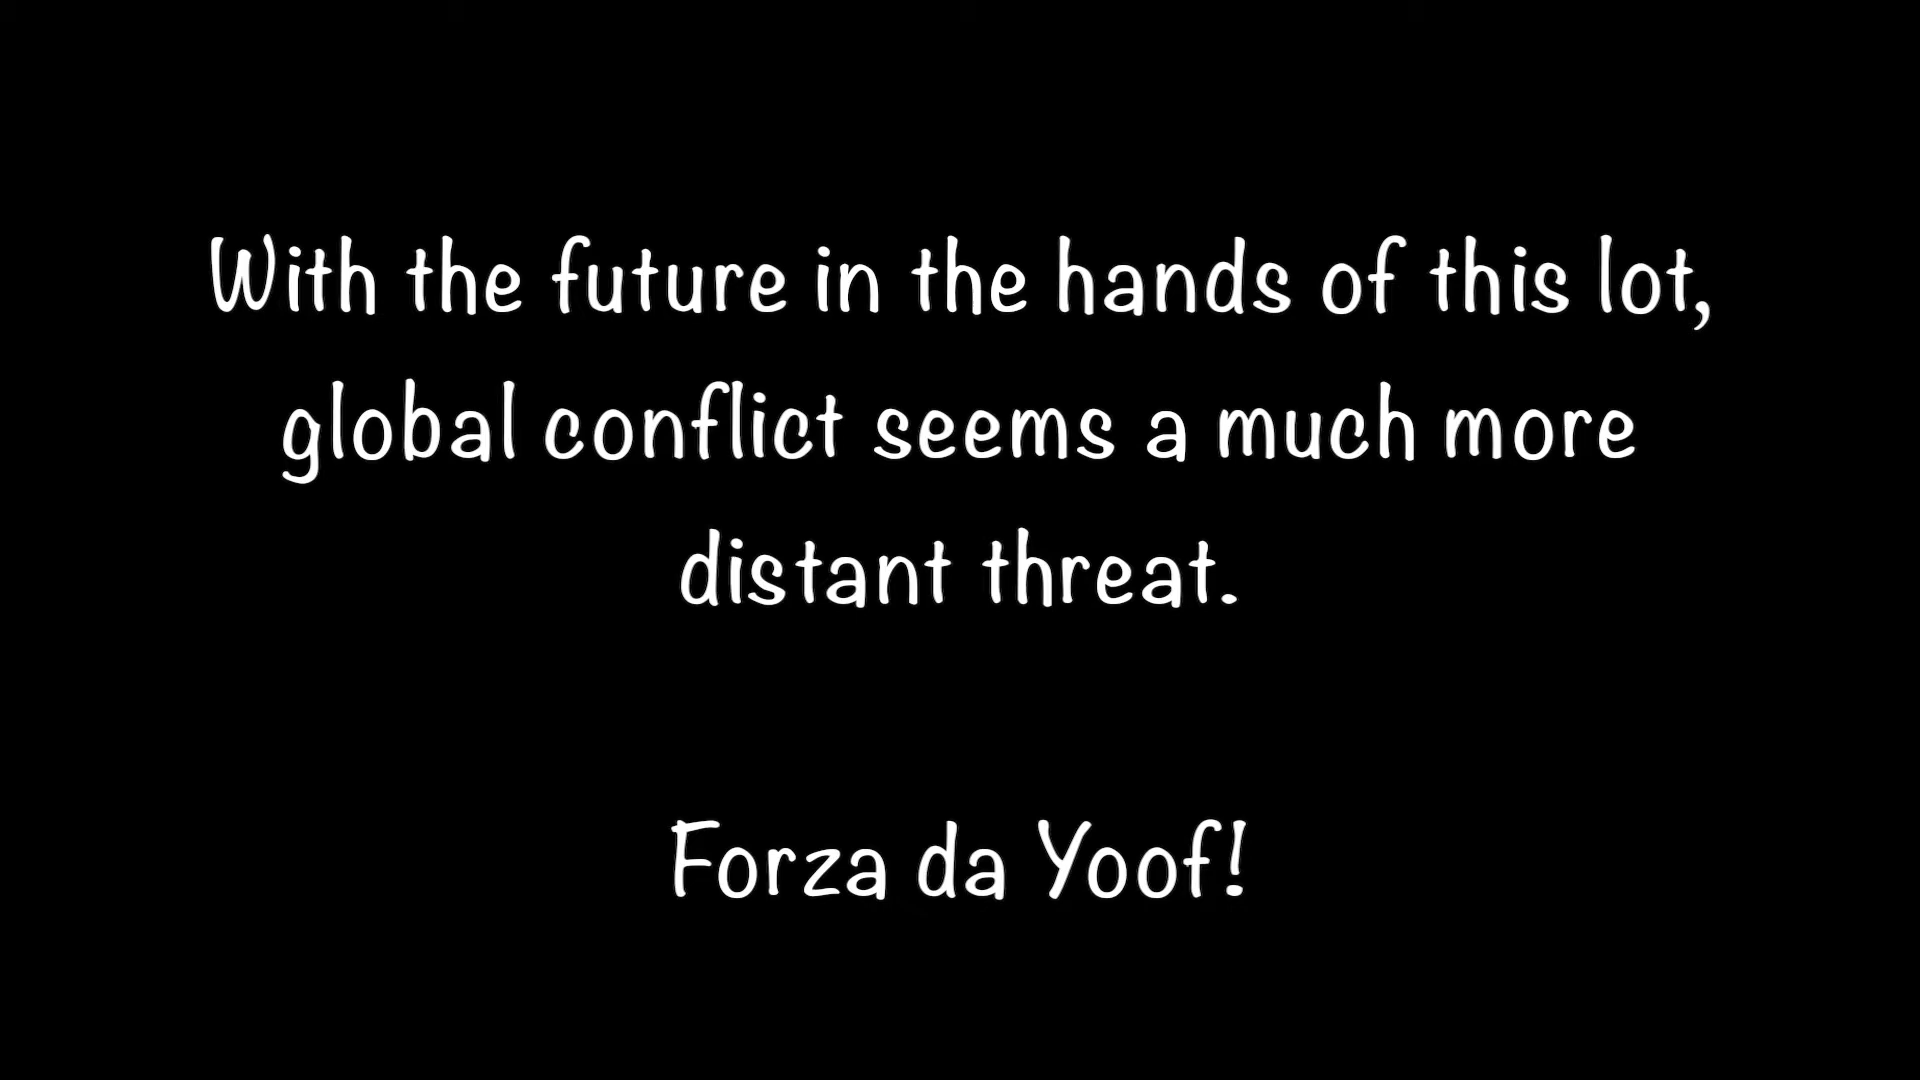 With the future in the hands of this lot,
global conflict seems a much more
distant threat.
Forza da Yoof!